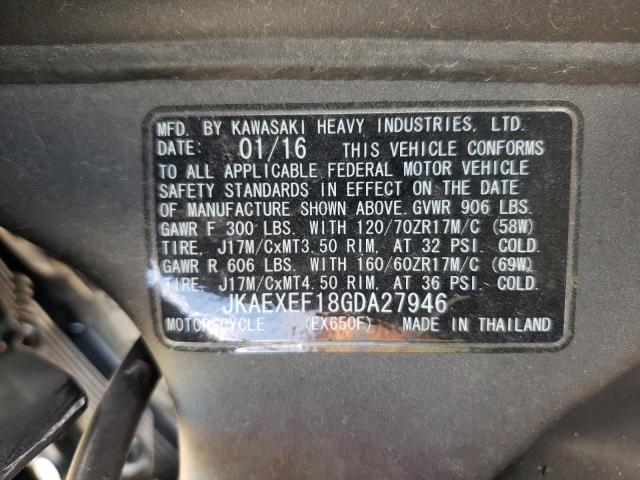 MFD. BY KAWASAKI HEAVY INDUSTRIES, LTD.
DATE: 01/16 THIS VEHICLE CONFORMS
TO ALL APPLICABLE FEDERAL MOTOR VEHICLE
SAFETY STANDARDS IN EFFECT ON THE DATE
OF MANUFACTURE SHOWN ABOVE. GVWR 906 LBS.
GAWR F 300 LBS. WITH 120/70ZR17M/C (58W)
TIRE, J17M/CxMT3.50 RIM, AT 32 PSI. COLD.
GAWR R 606 LBS. WITH 160/60ZR17M/C (69W)
TIRE, J17M/CxMT4.50 RIM, AT 36 PSI. COLD.
JKAEXEF18GDA27946
MOTORCYCLE (EX650F) MADE IN THAILAND